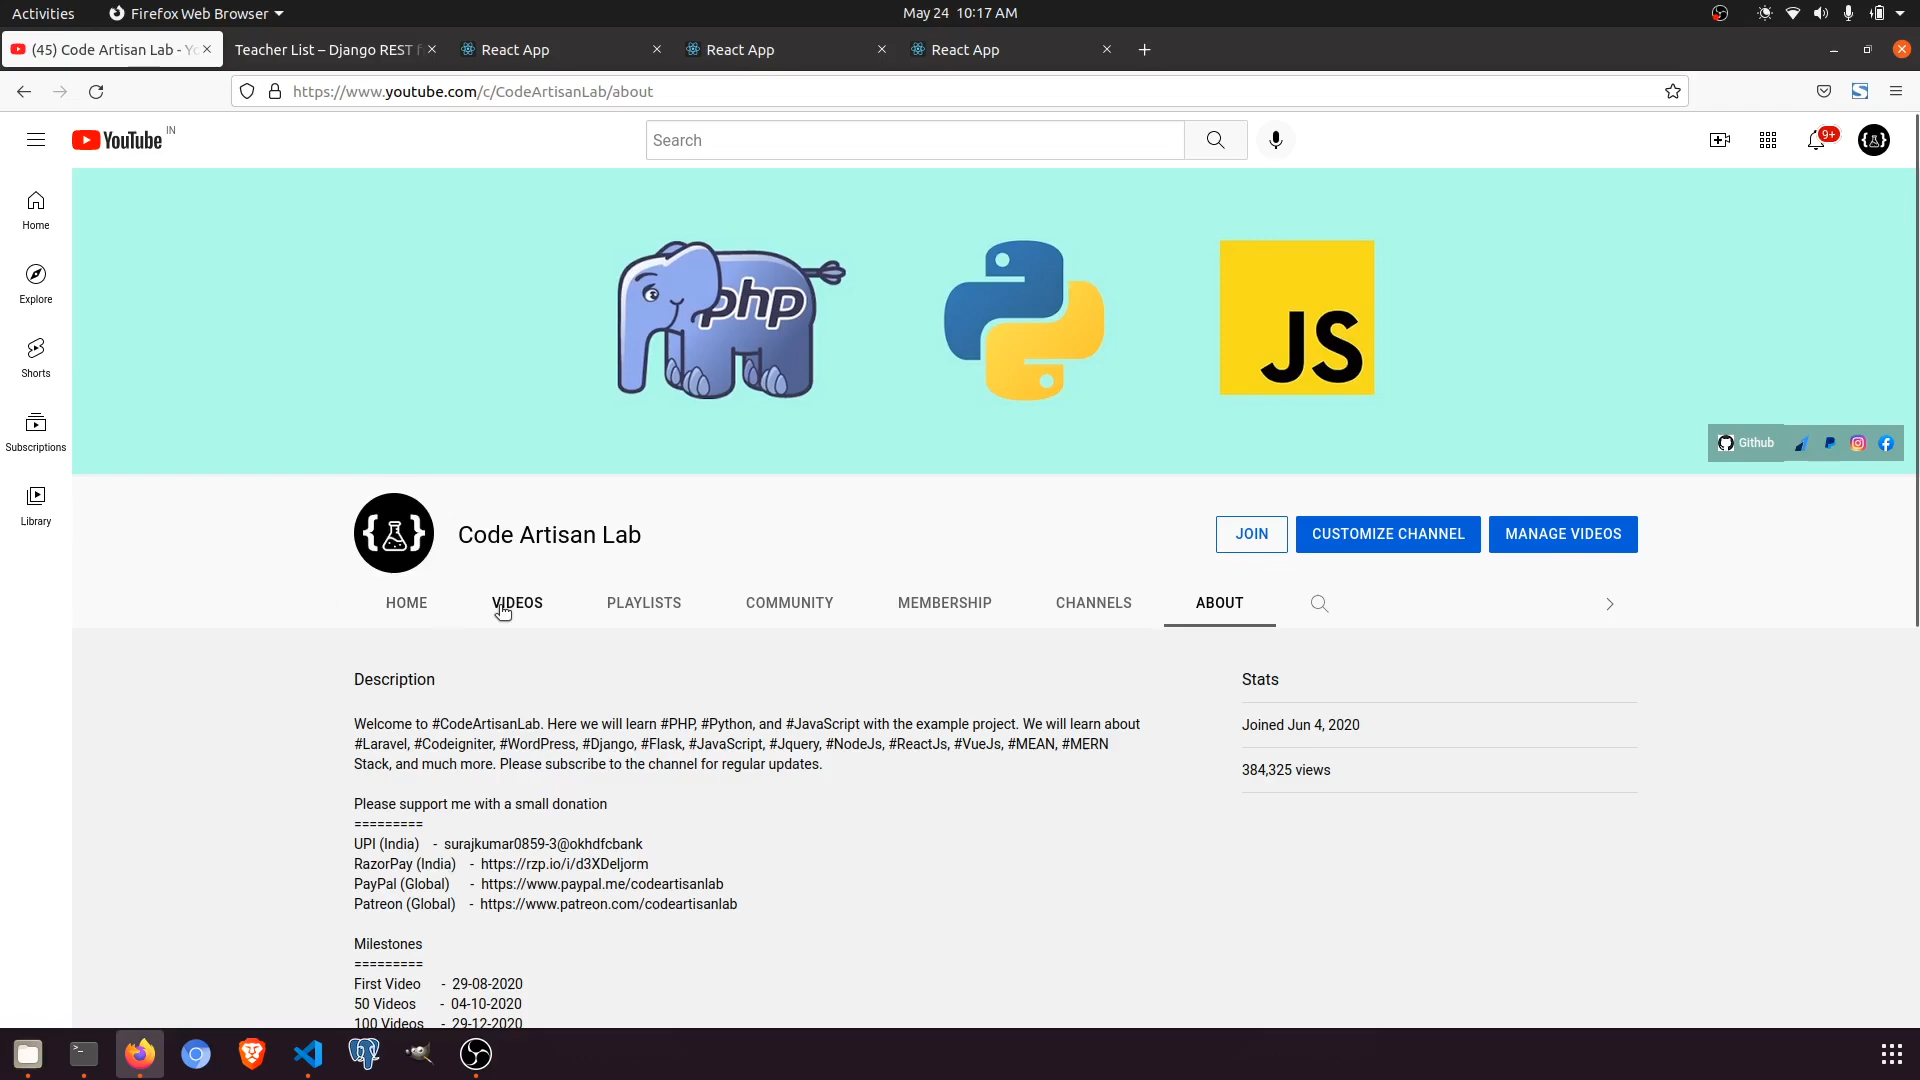 Activities
Firefox Web Browser
May 24 10:17 AM
(45) Code Artisan Lab - Yo
Teacher List – Django REST f
React App
React App
React App
https://www.youtube.com/c/CodeArtisanLab/about
YouTube
IN
Search
9+
Home
Explore
Shorts
Subscriptions
Library
php
JS
Github
Code Artisan Lab
JOIN
CUSTOMIZE CHANNEL
MANAGE VIDEOS
HOME
VIDEOS
PLAYLISTS
COMMUNITY
MEMBERSHIP
CHANNELS
ABOUT
Description
Welcome to #CodeArtisanLab. Here we will learn #PHP, #Python, and #JavaScript with the example project. We will learn about
#Laravel, #Codeigniter, #WordPress, #Django, #Flask, #JavaScript, #Jquery, #NodeJs, #ReactJs, #VueJs, #MEAN, #MERN
Stack, and much more. Please subscribe to the channel for regular updates.
Please support me with a small donation
=========
UPI (India) - surajkumar0859-3@okhdfcbank
RazorPay (India) - https://rzp.io/i/d3XDeljorm
PayPal (Global) - https://www.paypal.me/codeartisanlab
Patreon (Global) - https://www.patreon.com/codeartisanlab
Milestones
=========
First Video - 29-08-2020
50 Videos - 04-10-2020
100 Videos - 29-12-2020
Stats
Joined Jun 4, 2020
384,325 views